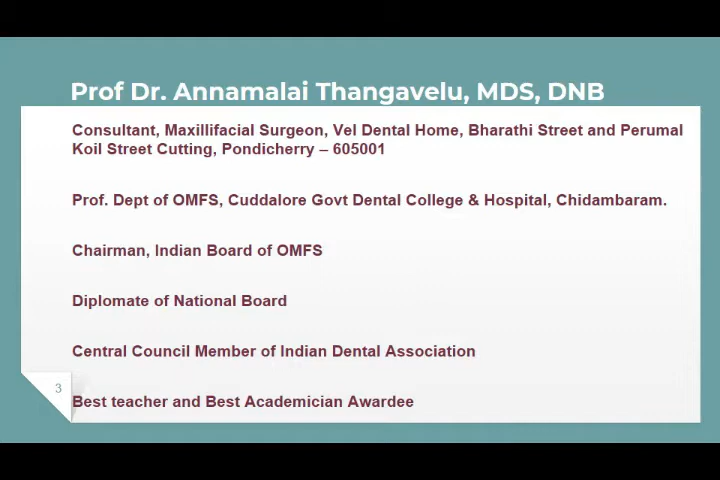 Prof Dr. Annamalai Thangavelu, MDS, DNB
Consultant, Maxillifacial Surgeon, Vel Dental Home, Bharathi Street and Perumal
Koil Street Cutting, Pondicherry – 605001
Prof. Dept of OMFS, Cuddalore Govt Dental College & Hospital, Chidambaram.
Chairman, Indian Board of OMFS
Diplomate of National Board
Central Council Member of Indian Dental Association
3
Best teacher and Best Academician Awardee